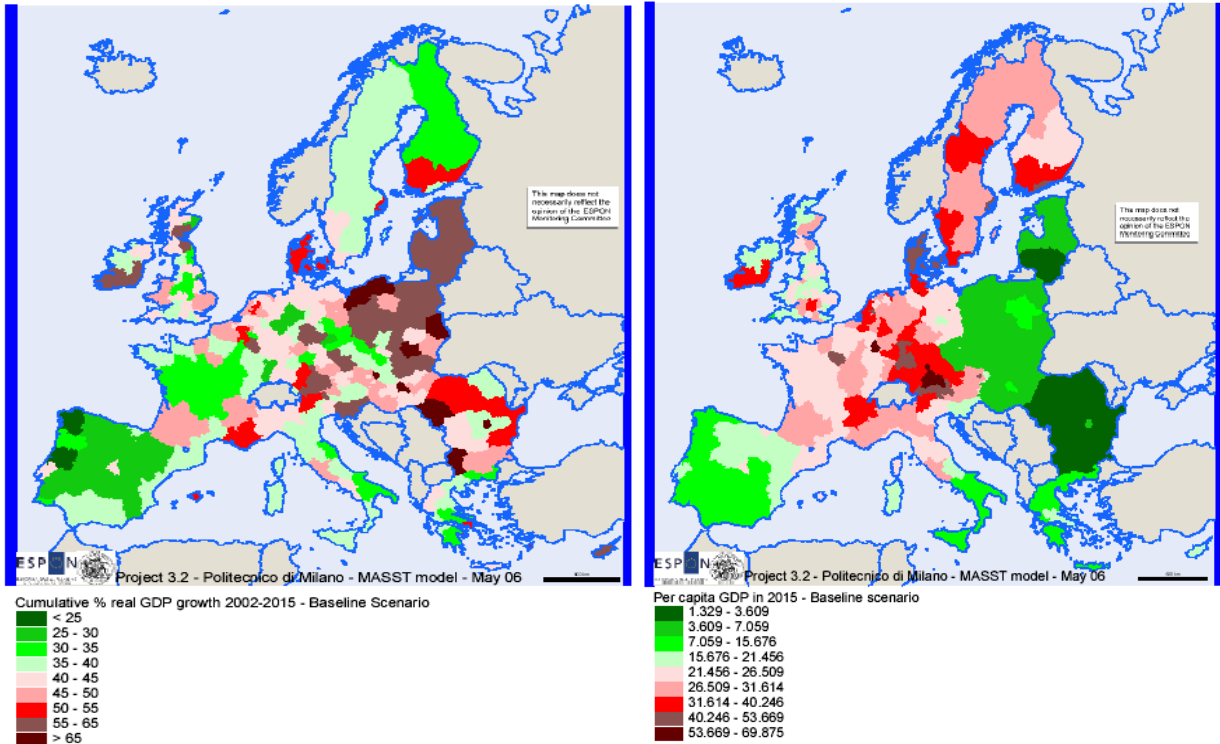 This map does not
necessarily reflect the
opinion of the ESPON
Monitoring Committee
ESPON
Project 3.2 - Politecnico di Milano - MASST model - May 06
Cumulative % real GDP growth 2002-2015 - Baseline Scenario
< 25
25 - 30
30 - 35
35 - 40
40 - 45
45 - 50
50 - 55
55 - 65
> 65
This map does not
necessarily reflect the
opinion of the ESPON
Monitoring Committee
ESPON
Project 3.2 - Politecnico di Milano - MASST model - May 06
Per capita GDP in 2015 - Baseline scenario
1.329 - 3.609
3.609 - 7.059
7.059 - 15.676
15.676 - 21.456
21.456 - 26.509
26.509 - 31.614
31.614 - 40.246
40.246 - 53.669
53.669 - 69.875